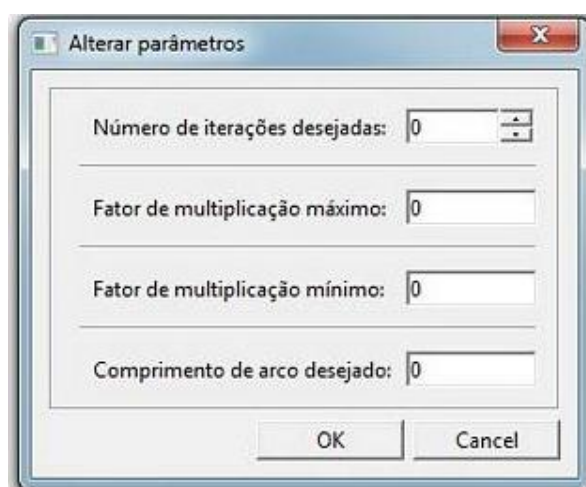 Alterar parâmetros
Número de iterações desejadas: 0
Fator de multiplicação máximo: 0
Fator de multiplicação mínimo: 0
Comprimento de arco desejado: 0
OK Cancel